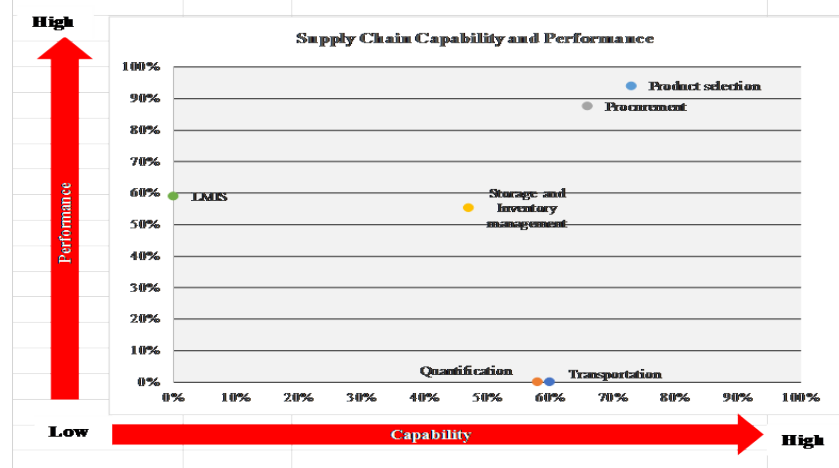 High
Supply Chain Capability and Performance
100%
90%
80%
70%
60%
50%
40%
30%
20%
10%
0%
Product selection
Procurement
LMIS
Storage and
Inventory
management
Quantification
Transportation
Performance
0% 10% 20% 30% 40% 50% 60% 70% 80% 90% 100%
Low
Capability
High